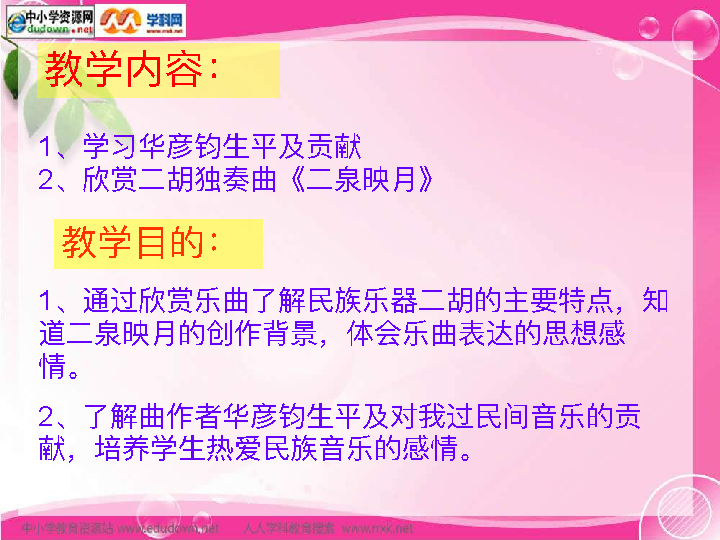 中小学资源网
dudown.net
学科网
www.nxk.net
教学内容：
1、学习华彦钧生平及贡献
2、欣赏二胡独奏曲《二泉映月》
教学目的：
1、通过欣赏乐曲了解民族乐器二胡的主要特点，知
道二泉映月的创作背景，体会乐曲表达的思想感
情。
2、了解曲作者华彦钧生平及对我过民间音乐的贡
献，培养学生热爱民族音乐的感情。
中小学教育资源站 www.edudown.net 人人学科教育搜索 www.rrxk.net